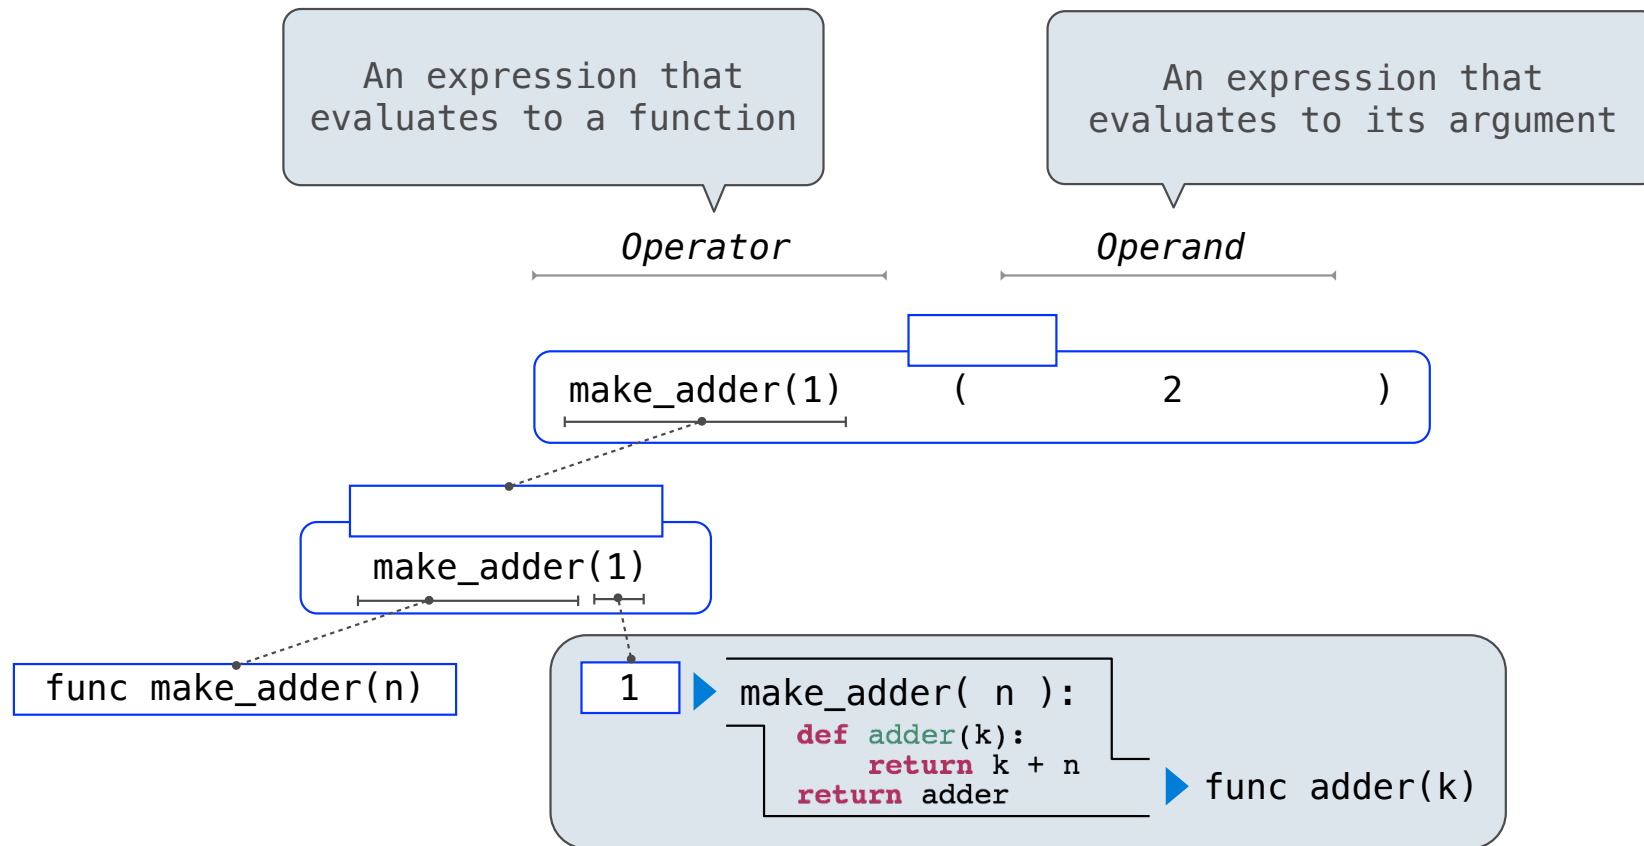 An expression that
evaluates to a function
An expression that
evaluates to its argument
Operator
Operand
make_adder(1) ( 2 )
make_adder(1)
func make_adder(n)
1
make_adder( n ):
def adder(k):
return k + n
return adder
func adder(k)